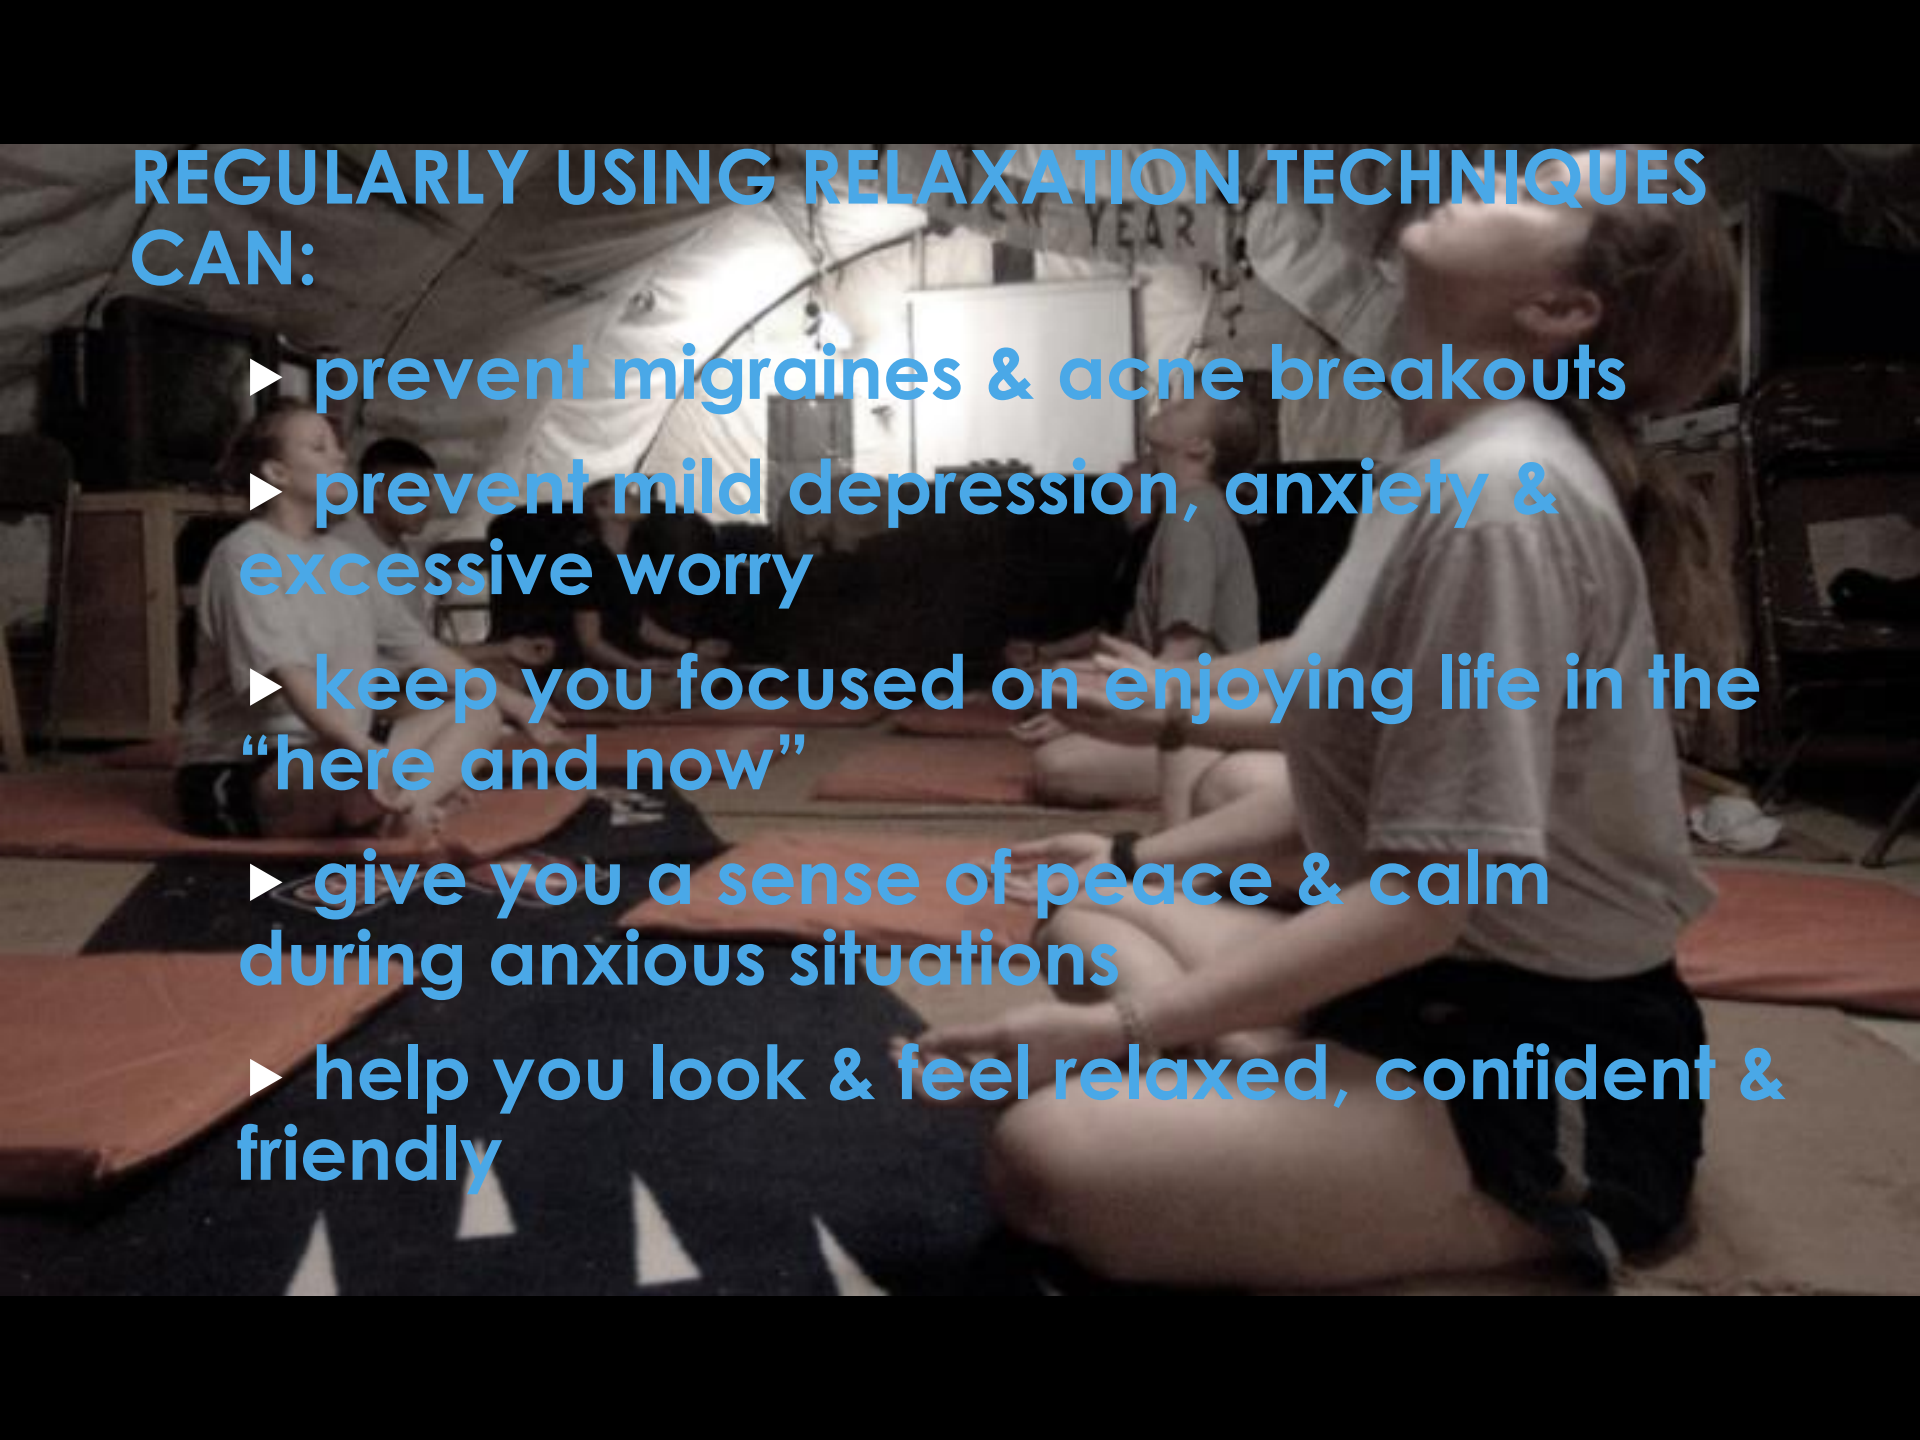 REGULARLY USING RELAXATION TECHNIQUES
CAN:
NEW YEAR
▶ prevent migraines & acne breakouts
▶ prevent mild depression, anxiety &
excessive worry
▶ keep you focused on enjoying life in the
“here and now”
▶ give you a sense of peace & calm
during anxious situations
▶ help you look & feel relaxed, confident &
friendly